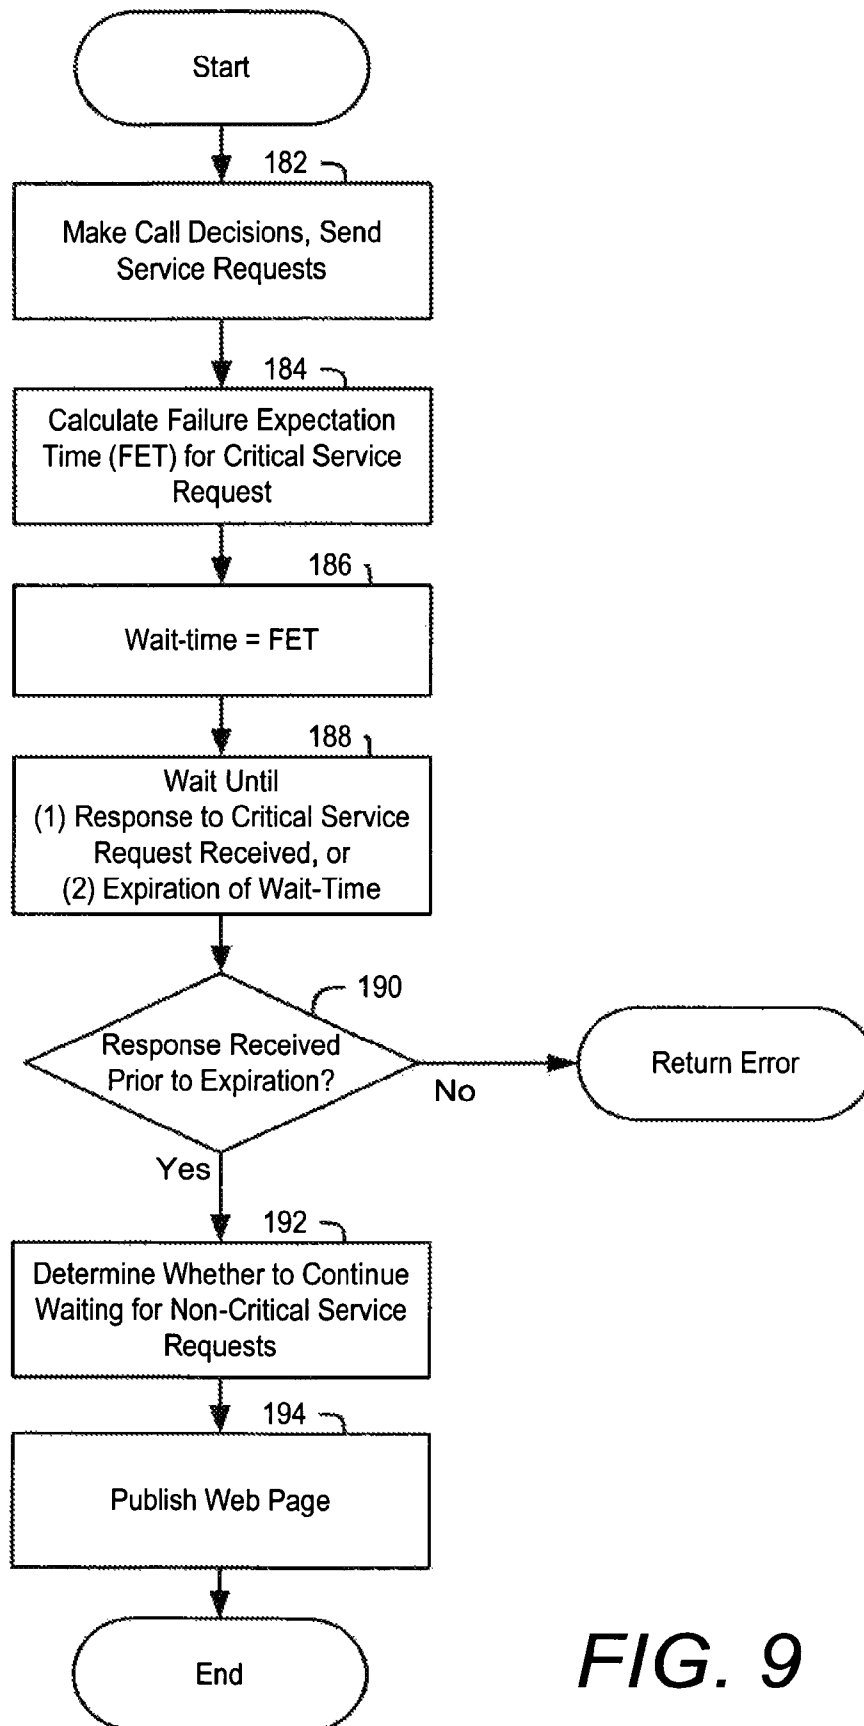 Start
182
Make Call Decisions, Send
Service Requests
184
Calculate Failure Expectation
Time (FET) for Critical Service
Request
186
Wait-time = FET
188
Wait Until
(1) Response to Critical Service
Request Received, or
(2) Expiration of Wait-Time
190
Response Received
Prior to Expiration?
No
Return Error
Yes
192
Determine Whether to Continue
Waiting for Non-Critical Service
Requests
194
Publish Web Page
End
FIG. 9